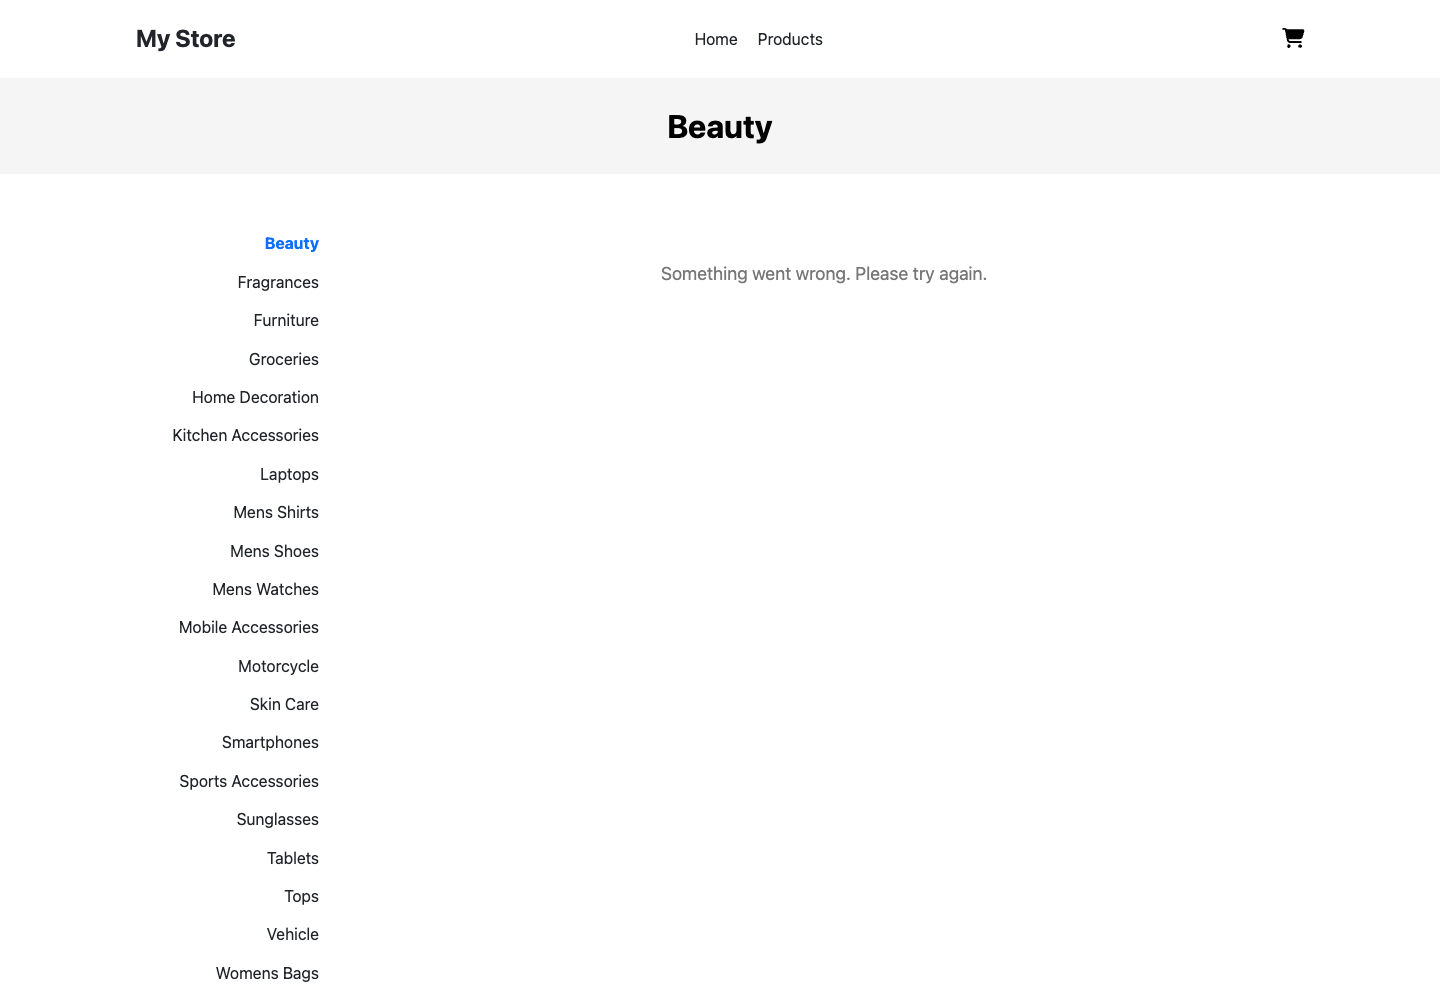 My Store
Home
Products
Beauty
Beauty
Fragrances
Furniture
Groceries
Home Decoration
Kitchen Accessories
Laptops
Mens Shirts
Mens Shoes
Mens Watches
Mobile Accessories
Motorcycle
Skin Care
Smartphones
Sports Accessories
Sunglasses
Tablets
Tops
Vehicle
Womens Bags
Something went wrong. Please try again.